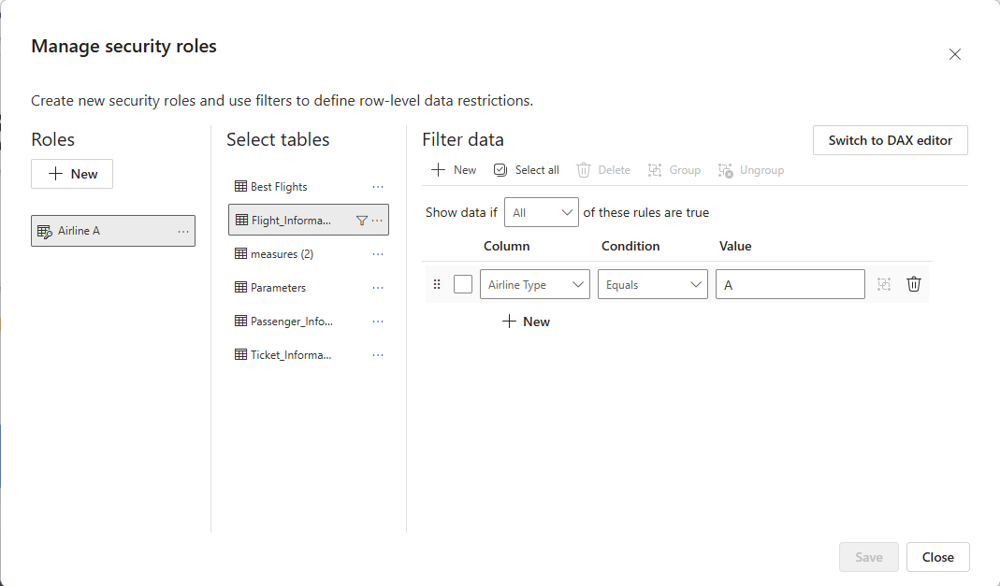 Manage security roles
Create new security roles and use filters to define row-level data restrictions.
Roles
New
Airline A
Select tables
Best Flights
Flight_Informa...
measures (2)
Parameters
Passenger_Info...
Ticket_Informa...
Filter data
Switch to DAX editor
New
Select all
Delete
Group
Ungroup
Show data if All of these rules are true
Column Condition Value
Airline Type Equals A
New
Save
Close